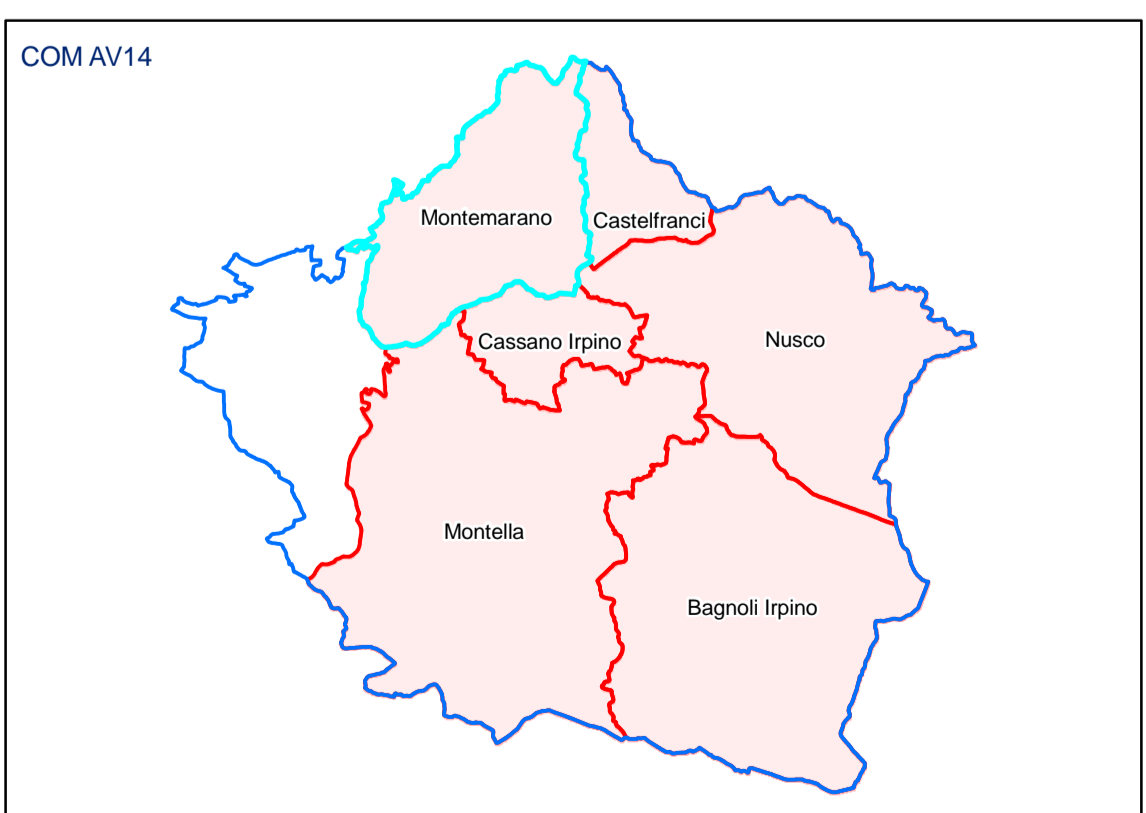 COM AV14
Montemarano
Castelfranci
Cassano Irpino
Nusco
Montella
Bagnoli Irpino